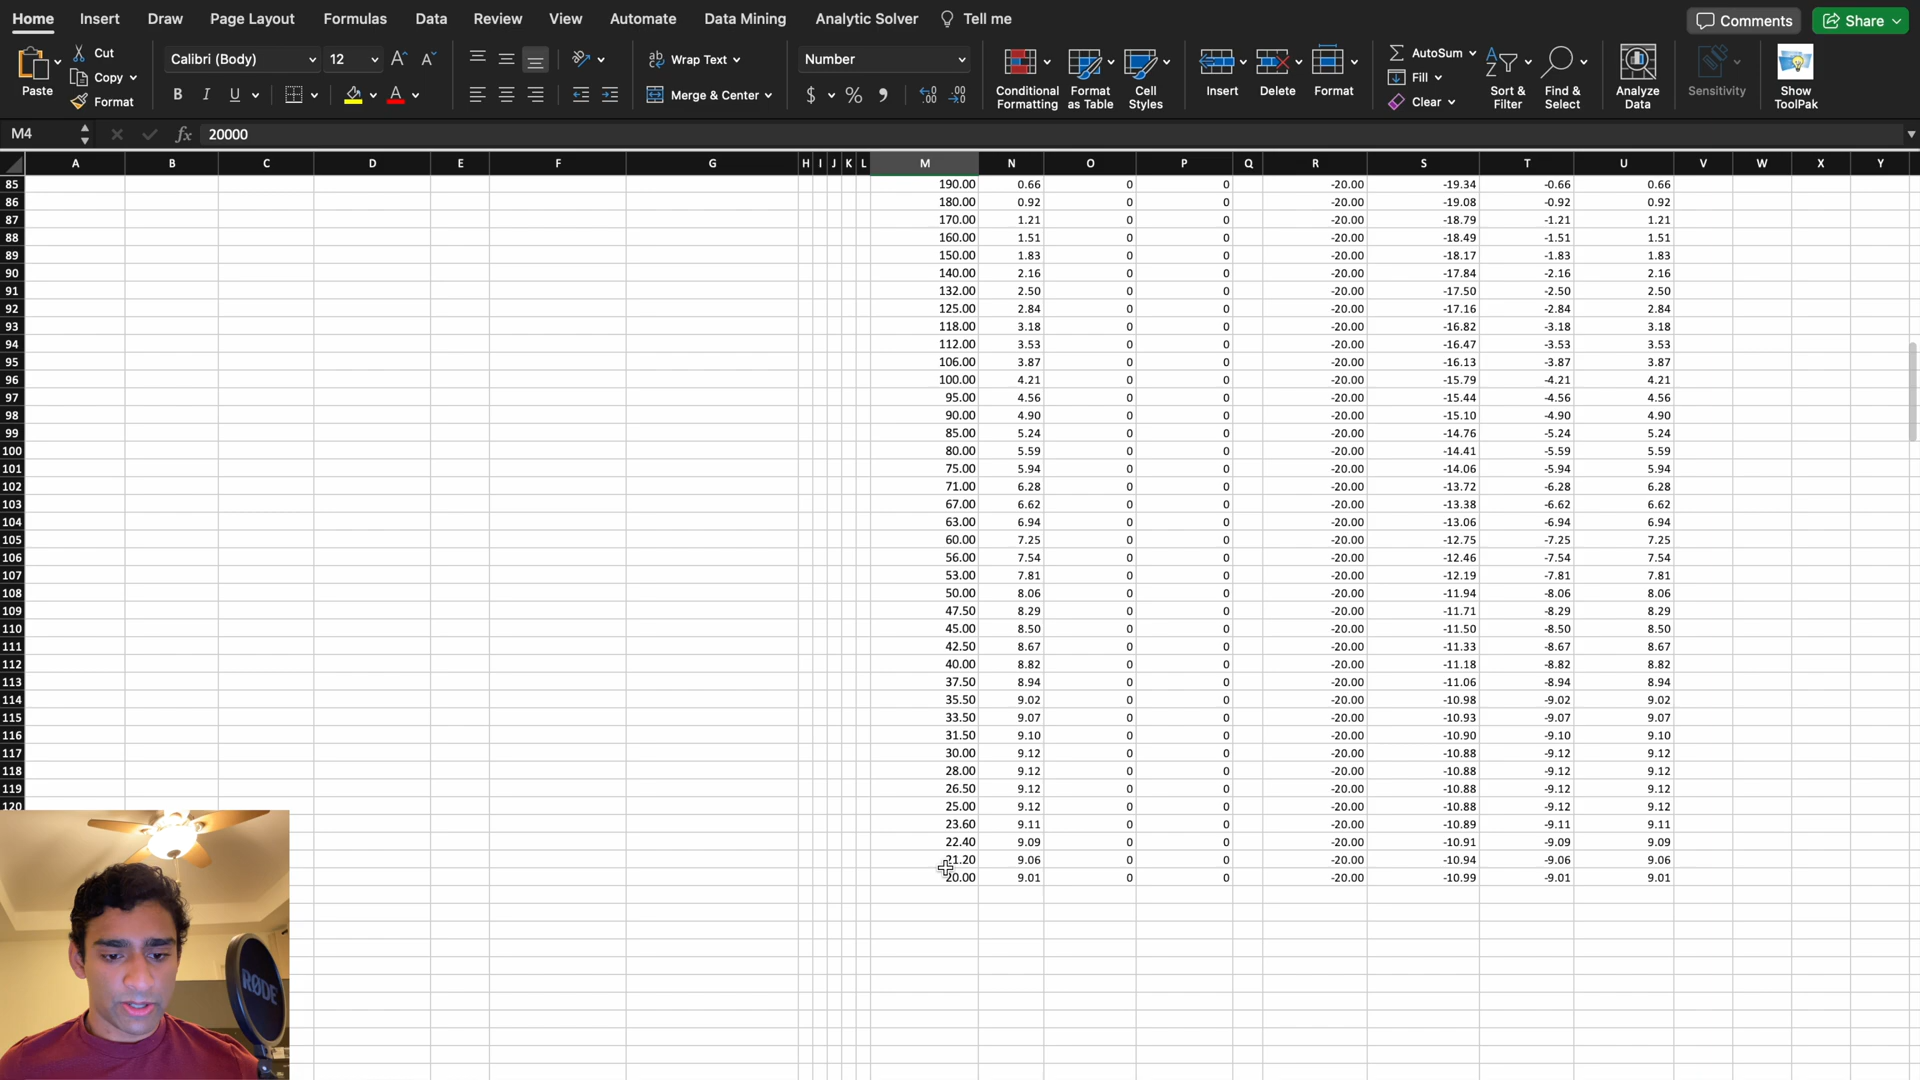 Home Insert Draw Page Layout Formulas Data Review View Automate Data Mining Analytic Solver Tell me Comments Share
Paste Cut Copy Format
Calibri (Body) 12
B I U
Wrap Text
Merge & Center
Number
$ % 9
Conditional Formatting
Format as Table
Cell Styles
Insert Delete Format
AutoSum
Fill
Clear
Sort & Filter
Find & Select
Analyze Data
Sensitivity
Show ToolPak
M4 fx 20000
A B C D E F G H I J K L M N O P Q R S T U V W X Y
85 190.00 0.66 0 0 -20.00 -19.34 -0.66 0.66
86 180.00 0.92 0 0 -20.00 -19.08 -0.92 0.92
87 170.00 1.21 0 0 -20.00 -18.79 -1.21 1.21
88 160.00 1.51 0 0 -20.00 -18.49 -1.51 1.51
89 150.00 1.83 0 0 -20.00 -18.17 -1.83 1.83
90 140.00 2.16 0 0 -20.00 -17.84 -2.16 2.16
91 132.00 2.50 0 0 -20.00 -17.50 -2.50 2.50
92 125.00 2.84 0 0 -20.00 -17.16 -2.84 2.84
93 118.00 3.18 0 0 -20.00 -16.82 -3.18 3.18
94 112.00 3.53 0 0 -20.00 -16.47 -3.53 3.53
95 106.00 3.87 0 0 -20.00 -16.13 -3.87 3.87
96 100.00 4.21 0 0 -20.00 -15.79 -4.21 4.21
97 95.00 4.56 0 0 -20.00 -15.44 -4.56 4.56
98 90.00 4.90 0 0 -20.00 -15.10 -4.90 4.90
99 85.00 5.24 0 0 -20.00 -14.76 -5.24 5.24
100 80.00 5.59 0 0 -20.00 -14.41 -5.59 5.59
101 75.00 5.94 0 0 -20.00 -14.06 -5.94 5.94
102 71.00 6.28 0 0 -20.00 -13.72 -6.28 6.28
103 67.00 6.62 0 0 -20.00 -13.38 -6.62 6.62
104 63.00 6.94 0 0 -20.00 -13.06 -6.94 6.94
105 60.00 7.25 0 0 -20.00 -12.75 -7.25 7.25
106 56.00 7.54 0 0 -20.00 -12.46 -7.54 7.54
107 53.00 7.81 0 0 -20.00 -12.19 -7.81 7.81
108 50.00 8.06 0 0 -20.00 -11.94 -8.06 8.06
109 47.50 8.29 0 0 -20.00 -11.71 -8.29 8.29
110 45.00 8.50 0 0 -20.00 -11.50 -8.50 8.50
111 42.50 8.67 0 0 -20.00 -11.33 -8.67 8.67
112 40.00 8.82 0 0 -20.00 -11.18 -8.82 8.82
113 37.50 8.94 0 0 -20.00 -11.06 -8.94 8.94
114 35.50 9.02 0 0 -20.00 -10.98 -9.02 9.02
115 33.50 9.07 0 0 -20.00 -10.93 -9.07 9.07
116 31.50 9.10 0 0 -20.00 -10.90 -9.10 9.10
117 30.00 9.12 0 0 -20.00 -10.88 -9.12 9.12
118 28.00 9.12 0 0 -20.00 -10.88 -9.12 9.12
119 26.50 9.12 0 0 -20.00 -10.88 -9.12 9.12
120 25.00 9.12 0 0 -20.00 -10.88 -9.12 9.12
23.60 9.11 0 0 -20.00 -10.89 -9.11 9.11
22.40 9.09 0 0 -20.00 -10.91 -9.09 9.09
21.20 9.06 0 0 -20.00 -10.94 -9.06 9.06
20.00 9.01 0 0 -20.00 -10.99 -9.01 9.01
RØDE